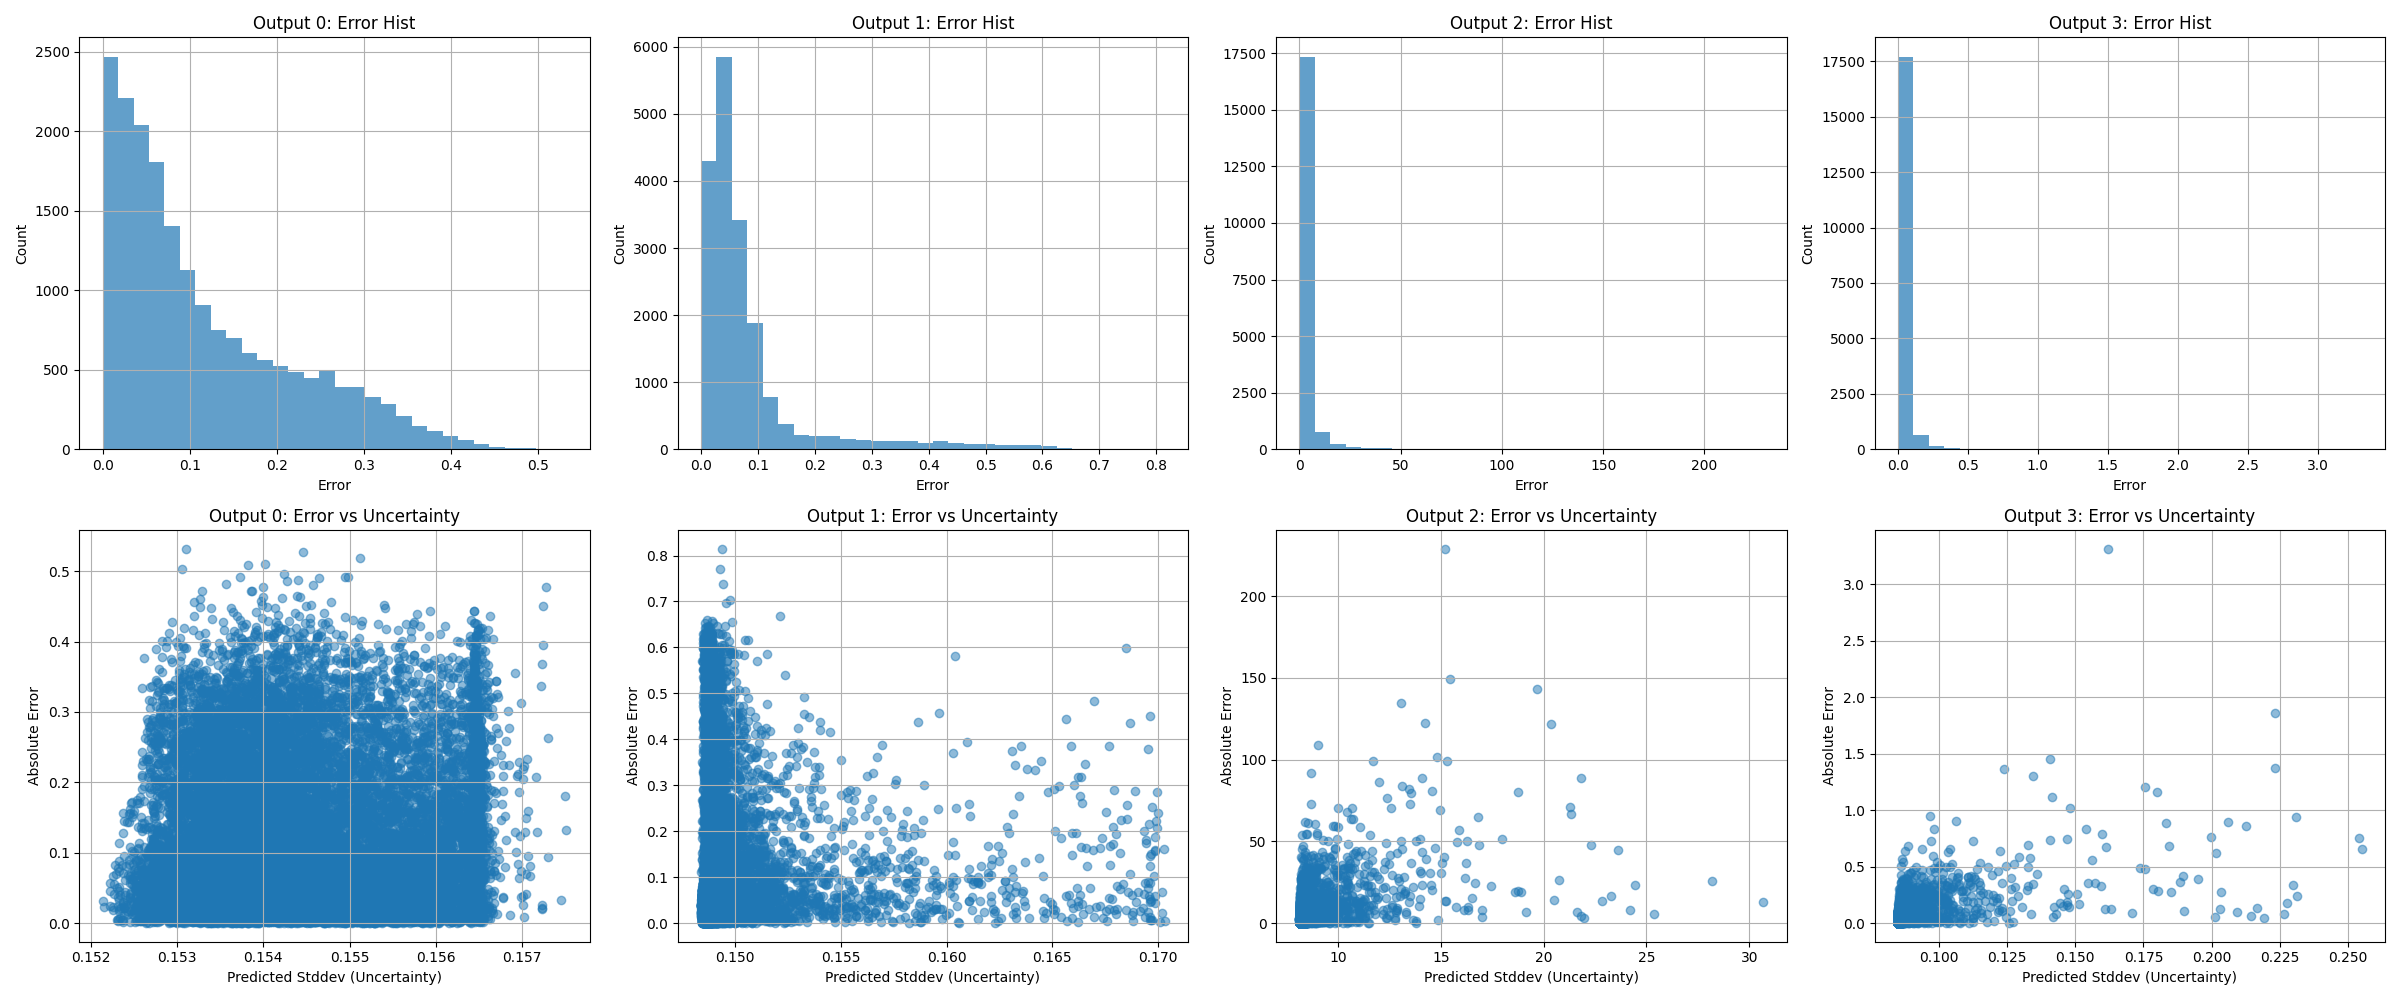 Output 0: Error Hist
2500
2000
1500
1000
500
0
Count
0.0 0.1 0.2 0.3 0.4 0.5
Error
Output 1: Error Hist
6000
5000
4000
3000
2000
1000
0
Count
0.0 0.1 0.2 0.3 0.4 0.5 0.6 0.7 0.8
Error
Output 2: Error Hist
17500
15000
12500
10000
7500
5000
2500
0
Count
0 50 100 150 200
Error
Output 3: Error Hist
17500
15000
12500
10000
7500
5000
2500
0
Count
0.0 0.5 1.0 1.5 2.0 2.5 3.0
Error
Output 0: Error vs Uncertainty
0.5
0.4
0.3
0.2
0.1
0.0
Absolute Error
0.152 0.153 0.154 0.155 0.156 0.157
Predicted Stddev (Uncertainty)
Output 1: Error vs Uncertainty
0.8
0.7
0.6
0.5
0.4
0.3
0.2
0.1
0.0
Absolute Error
0.150 0.155 0.160 0.165 0.170
Predicted Stddev (Uncertainty)
Output 2: Error vs Uncertainty
200
150
100
50
0
Absolute Error
10 15 20 25 30
Predicted Stddev (Uncertainty)
Output 3: Error vs Uncertainty
3.0
2.5
2.0
1.5
1.0
0.5
0.0
Absolute Error
0.100 0.125 0.150 0.175 0.200 0.225 0.250
Predicted Stddev (Uncertainty)